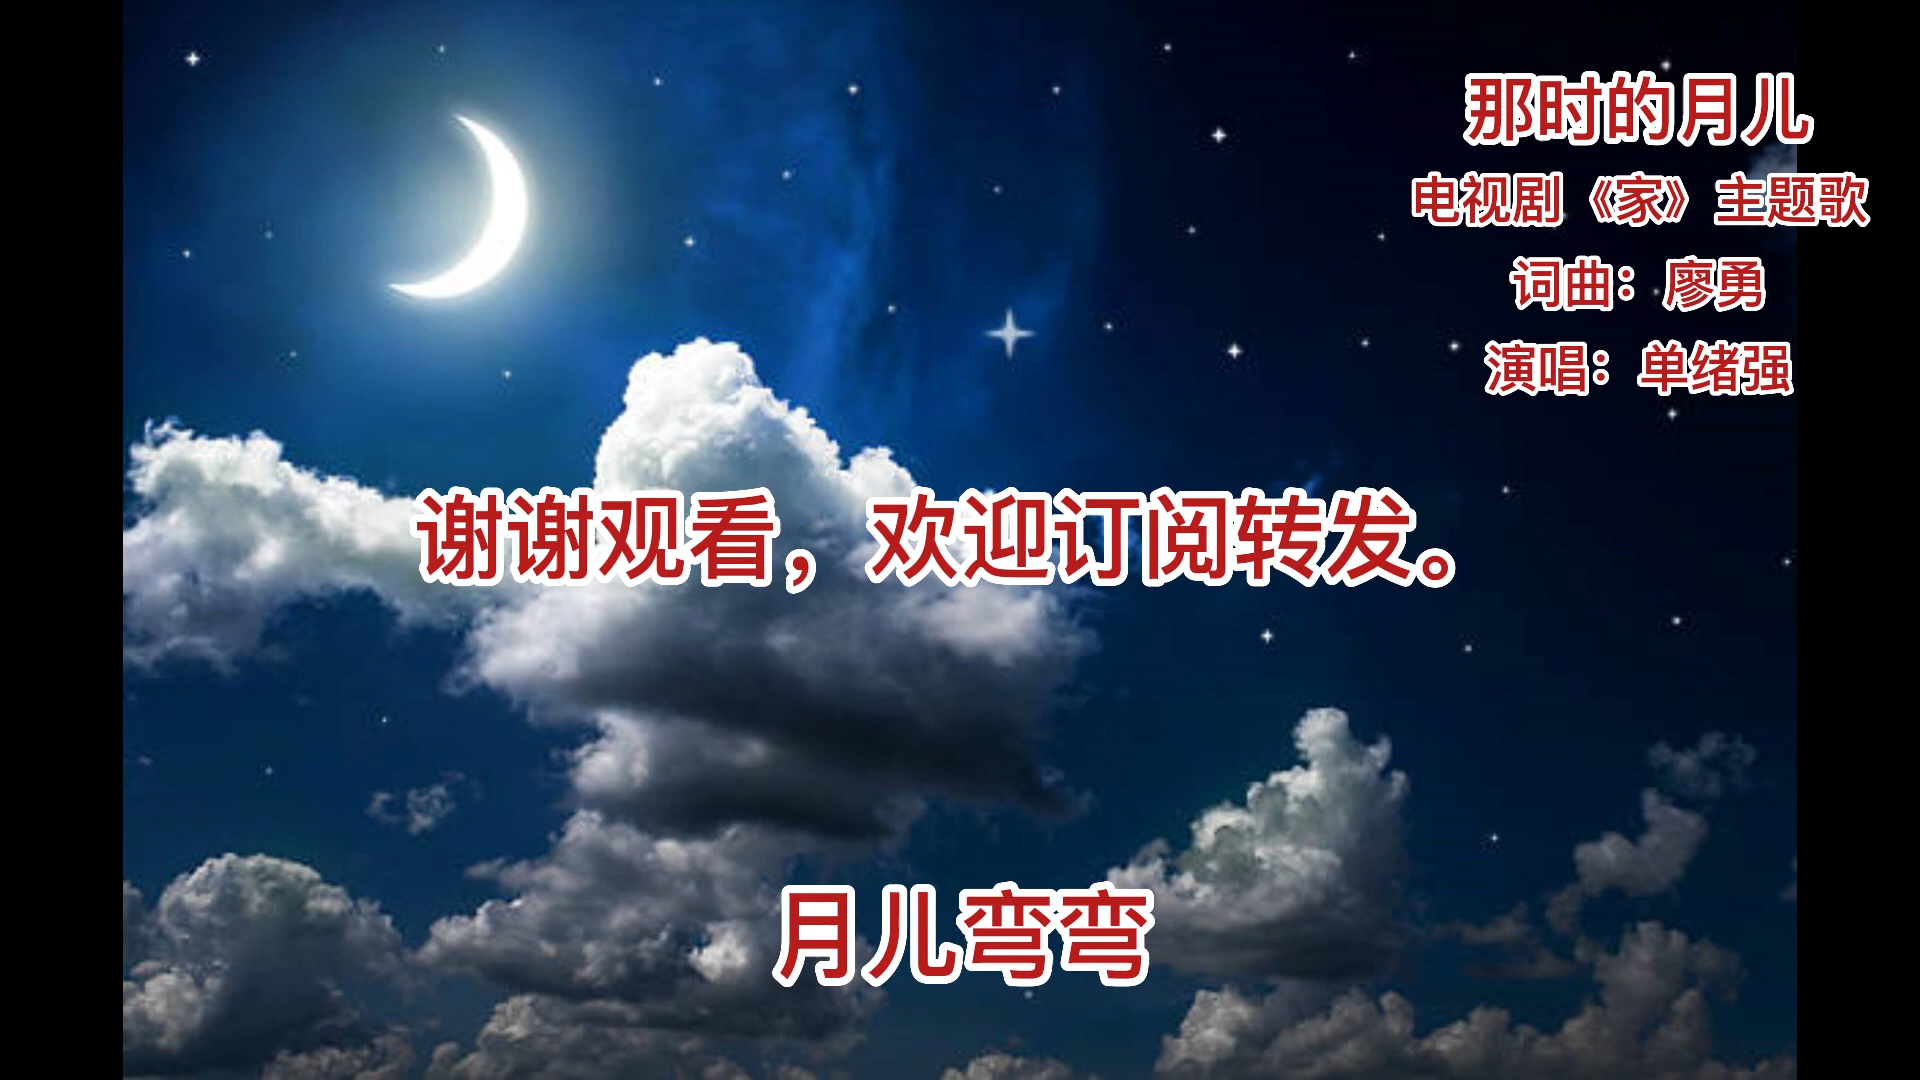 那时的月儿
电视剧《家》主题歌
词曲：廖勇
演唱：单绪强
谢谢观看，欢迎订阅转发。
月儿弯弯